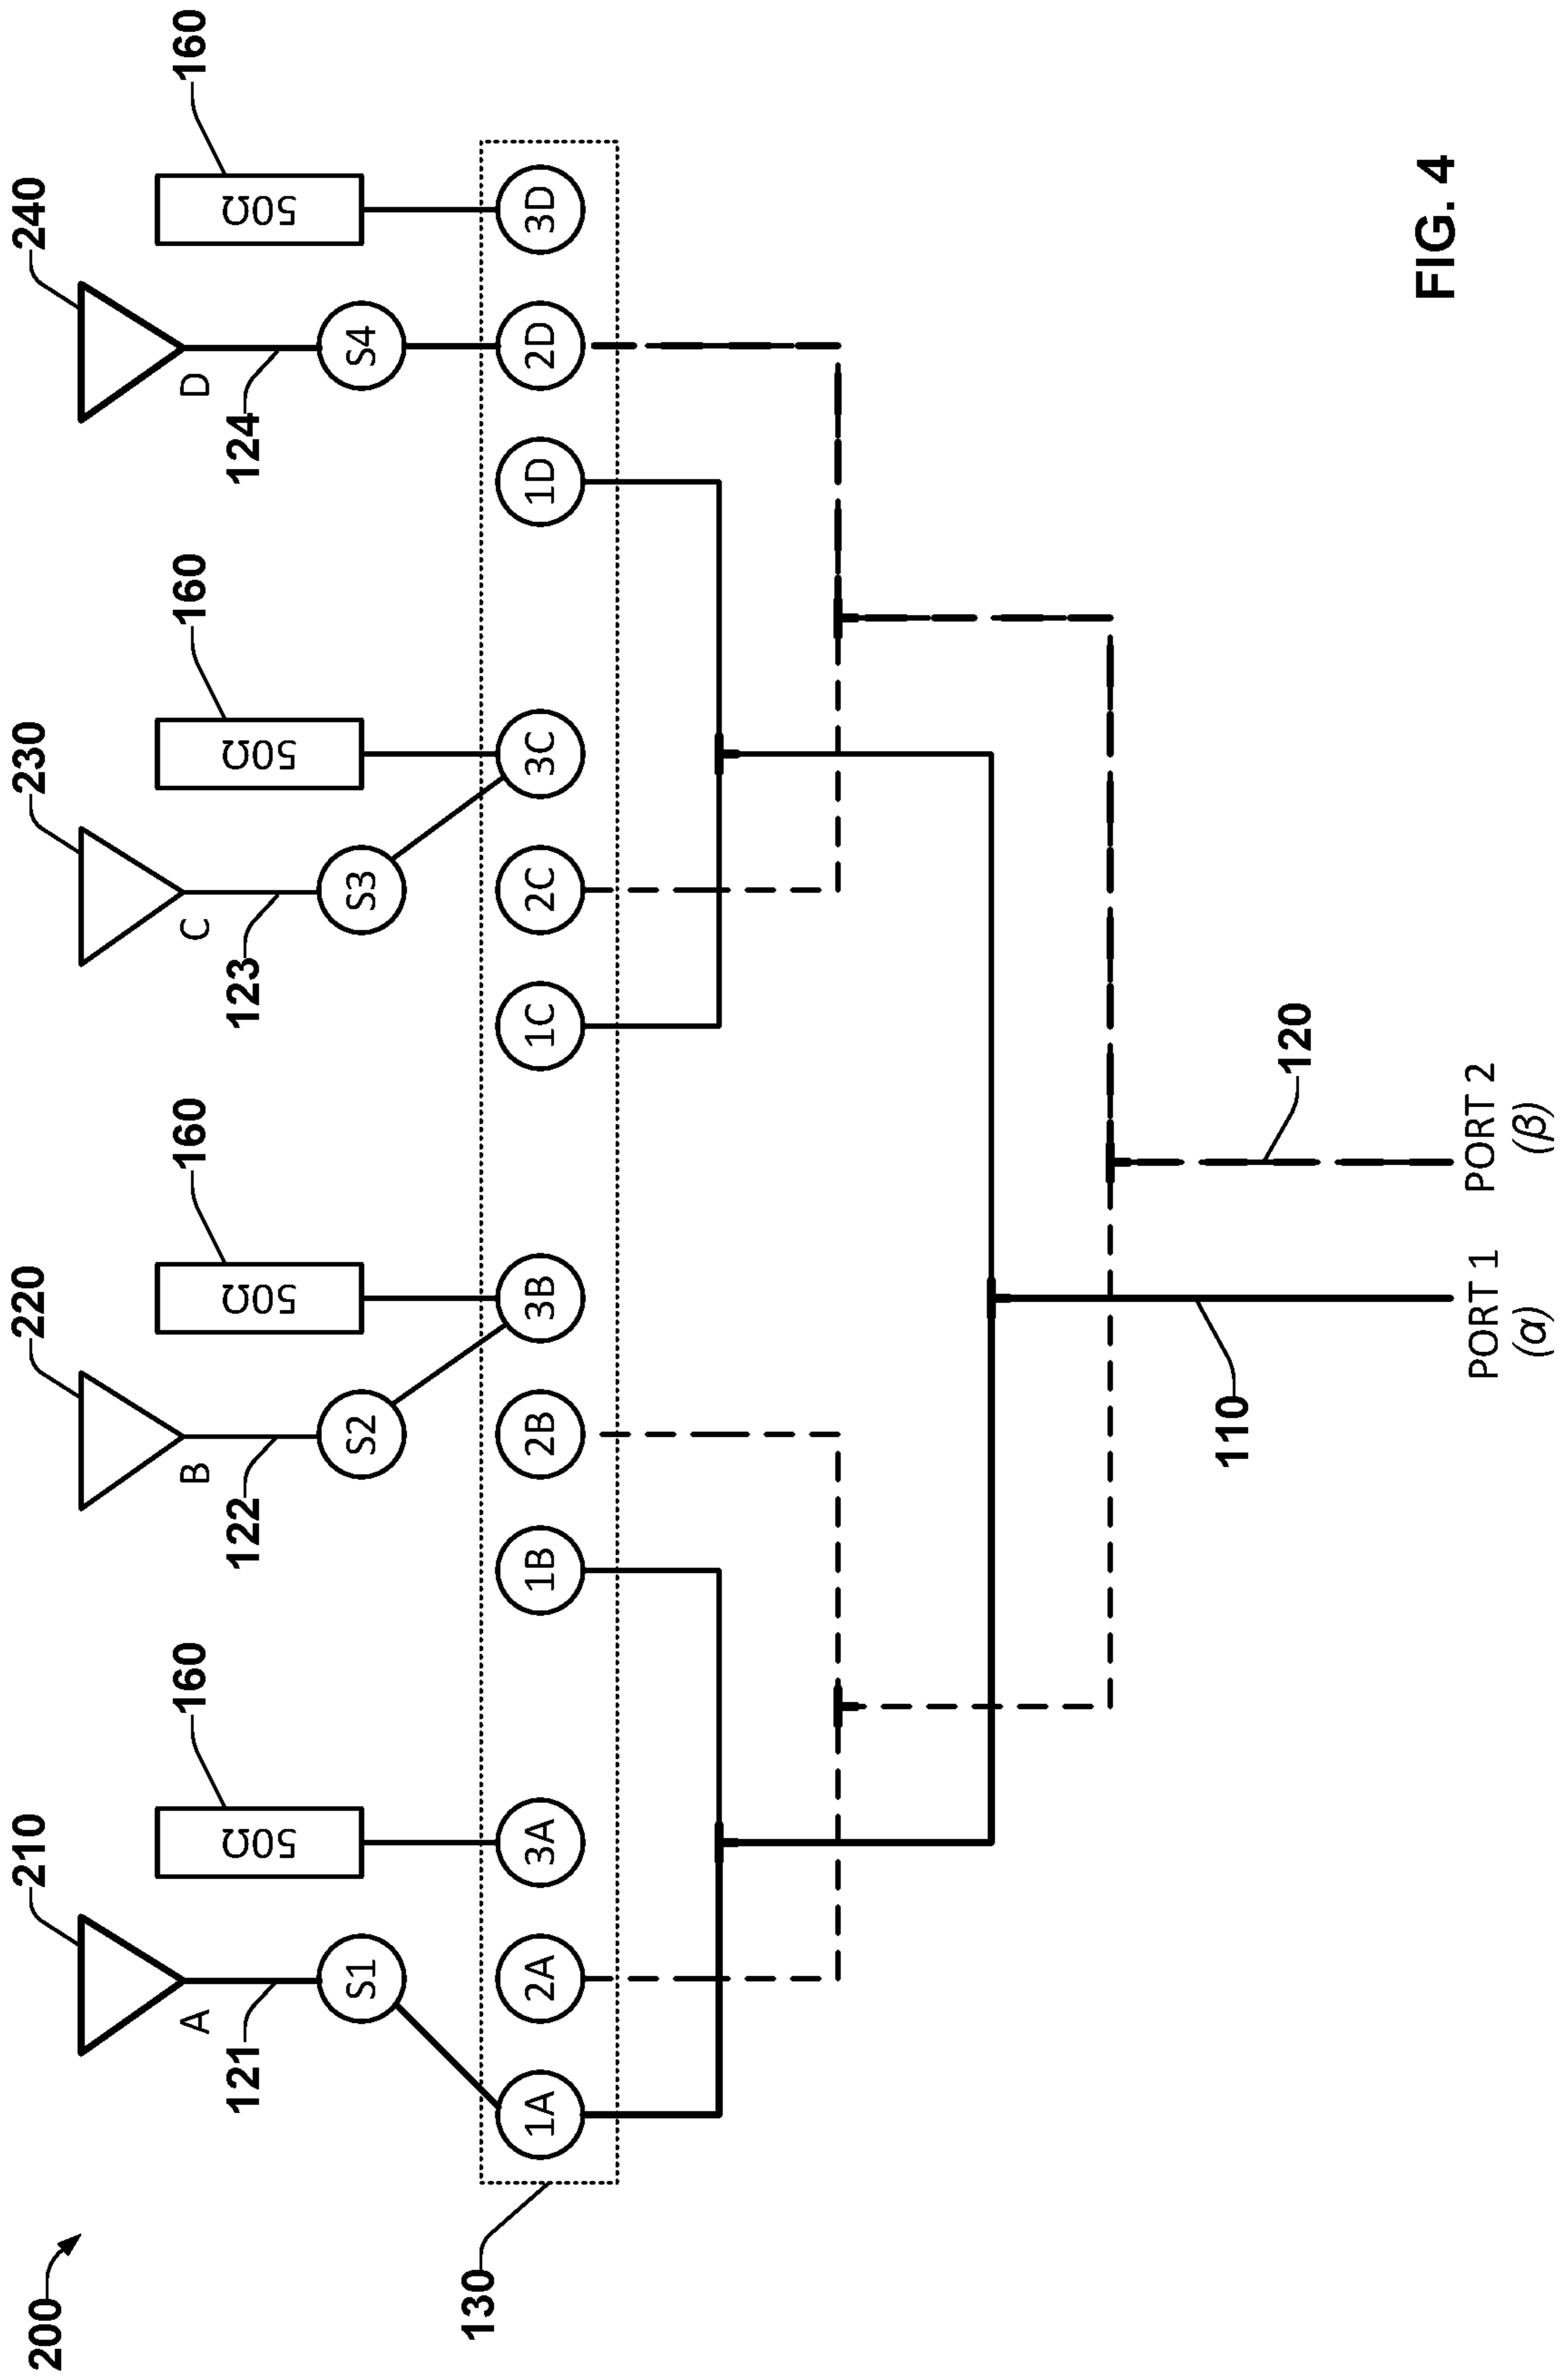 200
210
160
220
160
230
160
240
160
50Ω
50Ω
50Ω
50Ω
A
B
C
D
121
122
123
124
S1
S2
S3
S4
130
1A
2A
3A
1B
2B
3B
1C
2C
3C
1D
2D
3D
110
120
PORT 1
(α)
PORT 2
(β)
FIG. 4